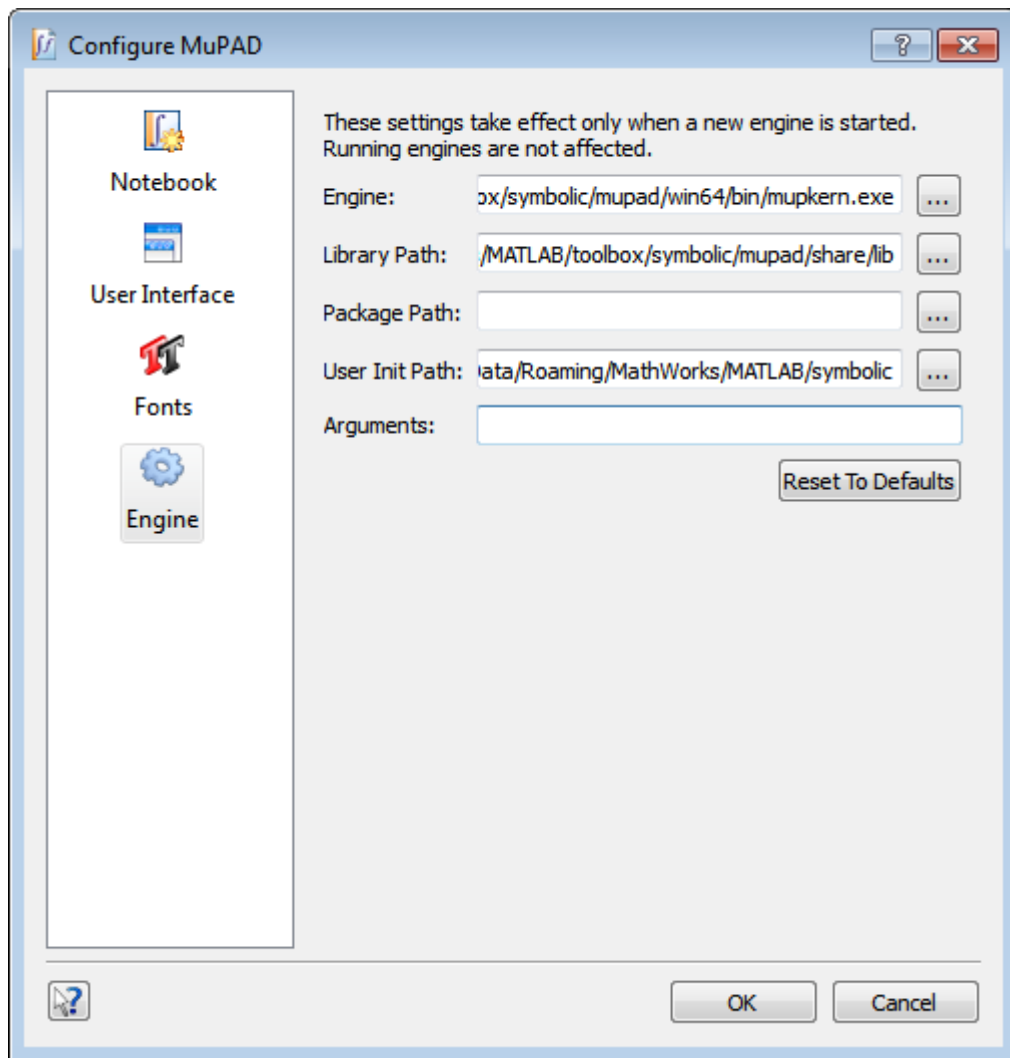 Configure MuPAD
Notebook
User Interface
Fonts
Engine
These settings take effect only when a new engine is started.
Running engines are not affected.
Engine: ox/symbolic/mupad/win64/bin/mupkern.exe ...
Library Path: /MATLAB/toolbox/symbolic/mupad/share/lib ...
Package Path: ...
User Init Path: Data/Roaming/MathWorks/MATLAB/symbolic ...
Arguments:
Reset To Defaults
OK Cancel